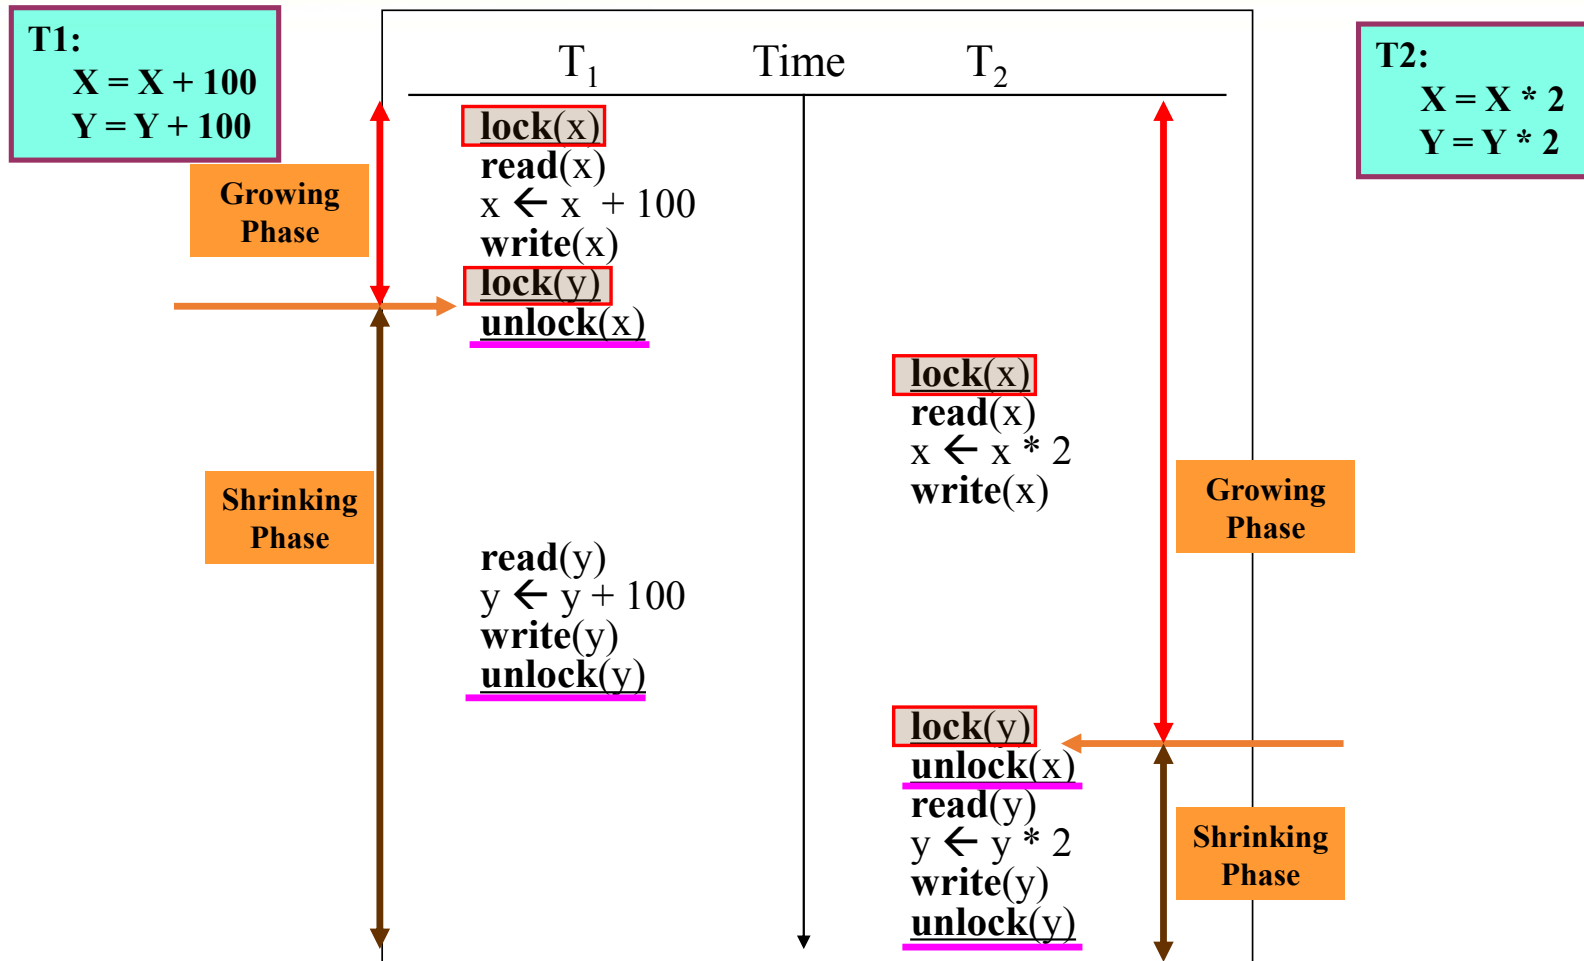 T1:
X = X + 100
Y = Y + 100
T2:
X = X * 2
Y = Y * 2
T1 Time T2
lock(x)
read(x)
x ← x + 100
write(x)
lock(y)
unlock(x)
lock(x)
read(x)
x ← x * 2
write(x)
read(y)
y ← y + 100
write(y)
unlock(y)
lock(y)
unlock(x)
read(y)
y ← y * 2
write(y)
unlock(y)
Growing
Phase
Shrinking
Phase
Growing
Phase
Shrinking
Phase